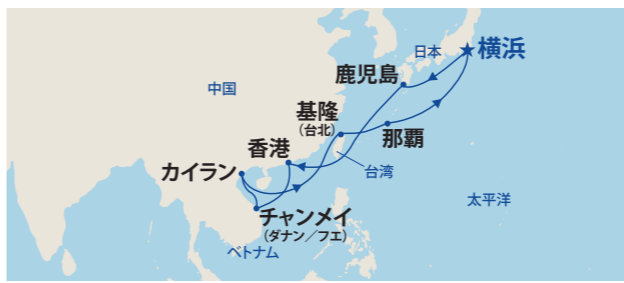 ★横浜
日本
鹿児島
中国
基隆
(台北)
那覇
香港
台湾
カイラン
太平洋
チャンメイ
(ダナン/フエ)
ベトナム